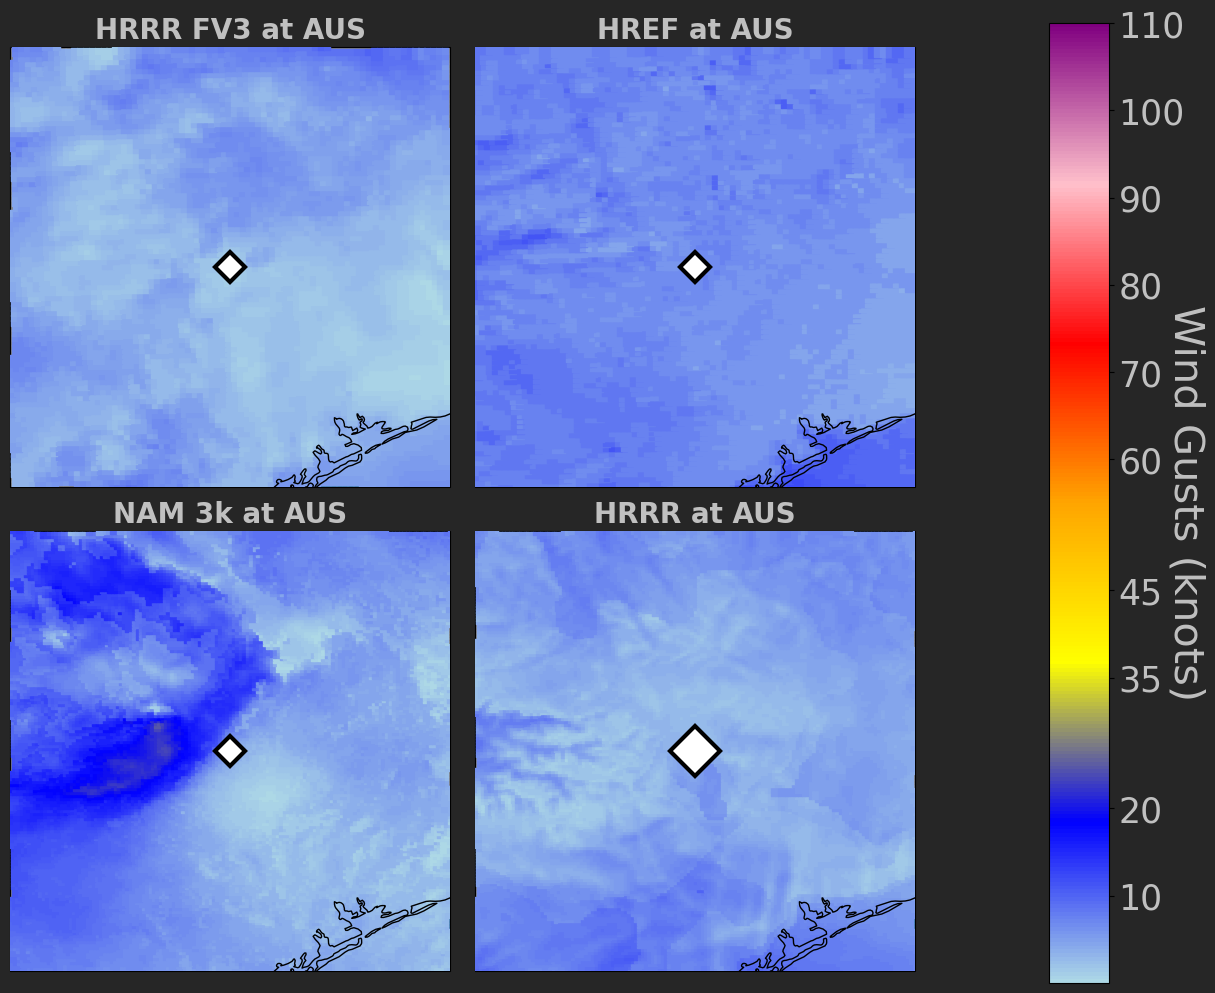 HRRR FV3 at AUS
HREF at AUS
NAM 3k at AUS
HRRR at AUS
110
100
90
80
70
60
45
35
20
10
Wind Gusts (knots)